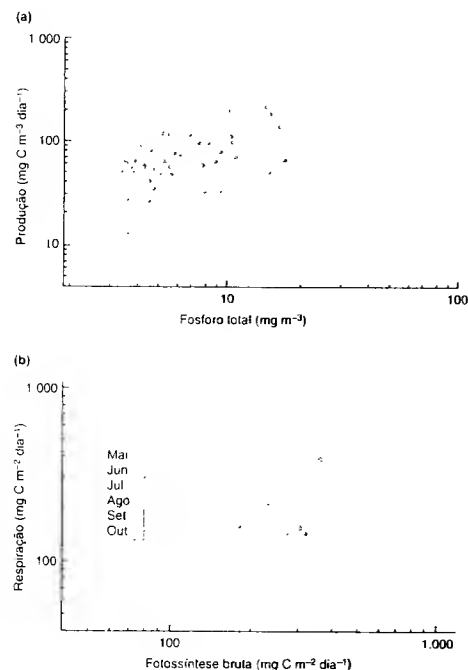 (a)
1 000
100
10
Produção (mg C m⁻³ dia⁻¹)
10
100
Fosforo total (mg m⁻³)
(b)
1 000
100
Respiração (mg C m⁻² dia⁻¹)
Mai
Jun
Jul
Ago
Set
Out
100
1.000
Fotossíntese bruta (mg C m⁻² dia⁻¹)